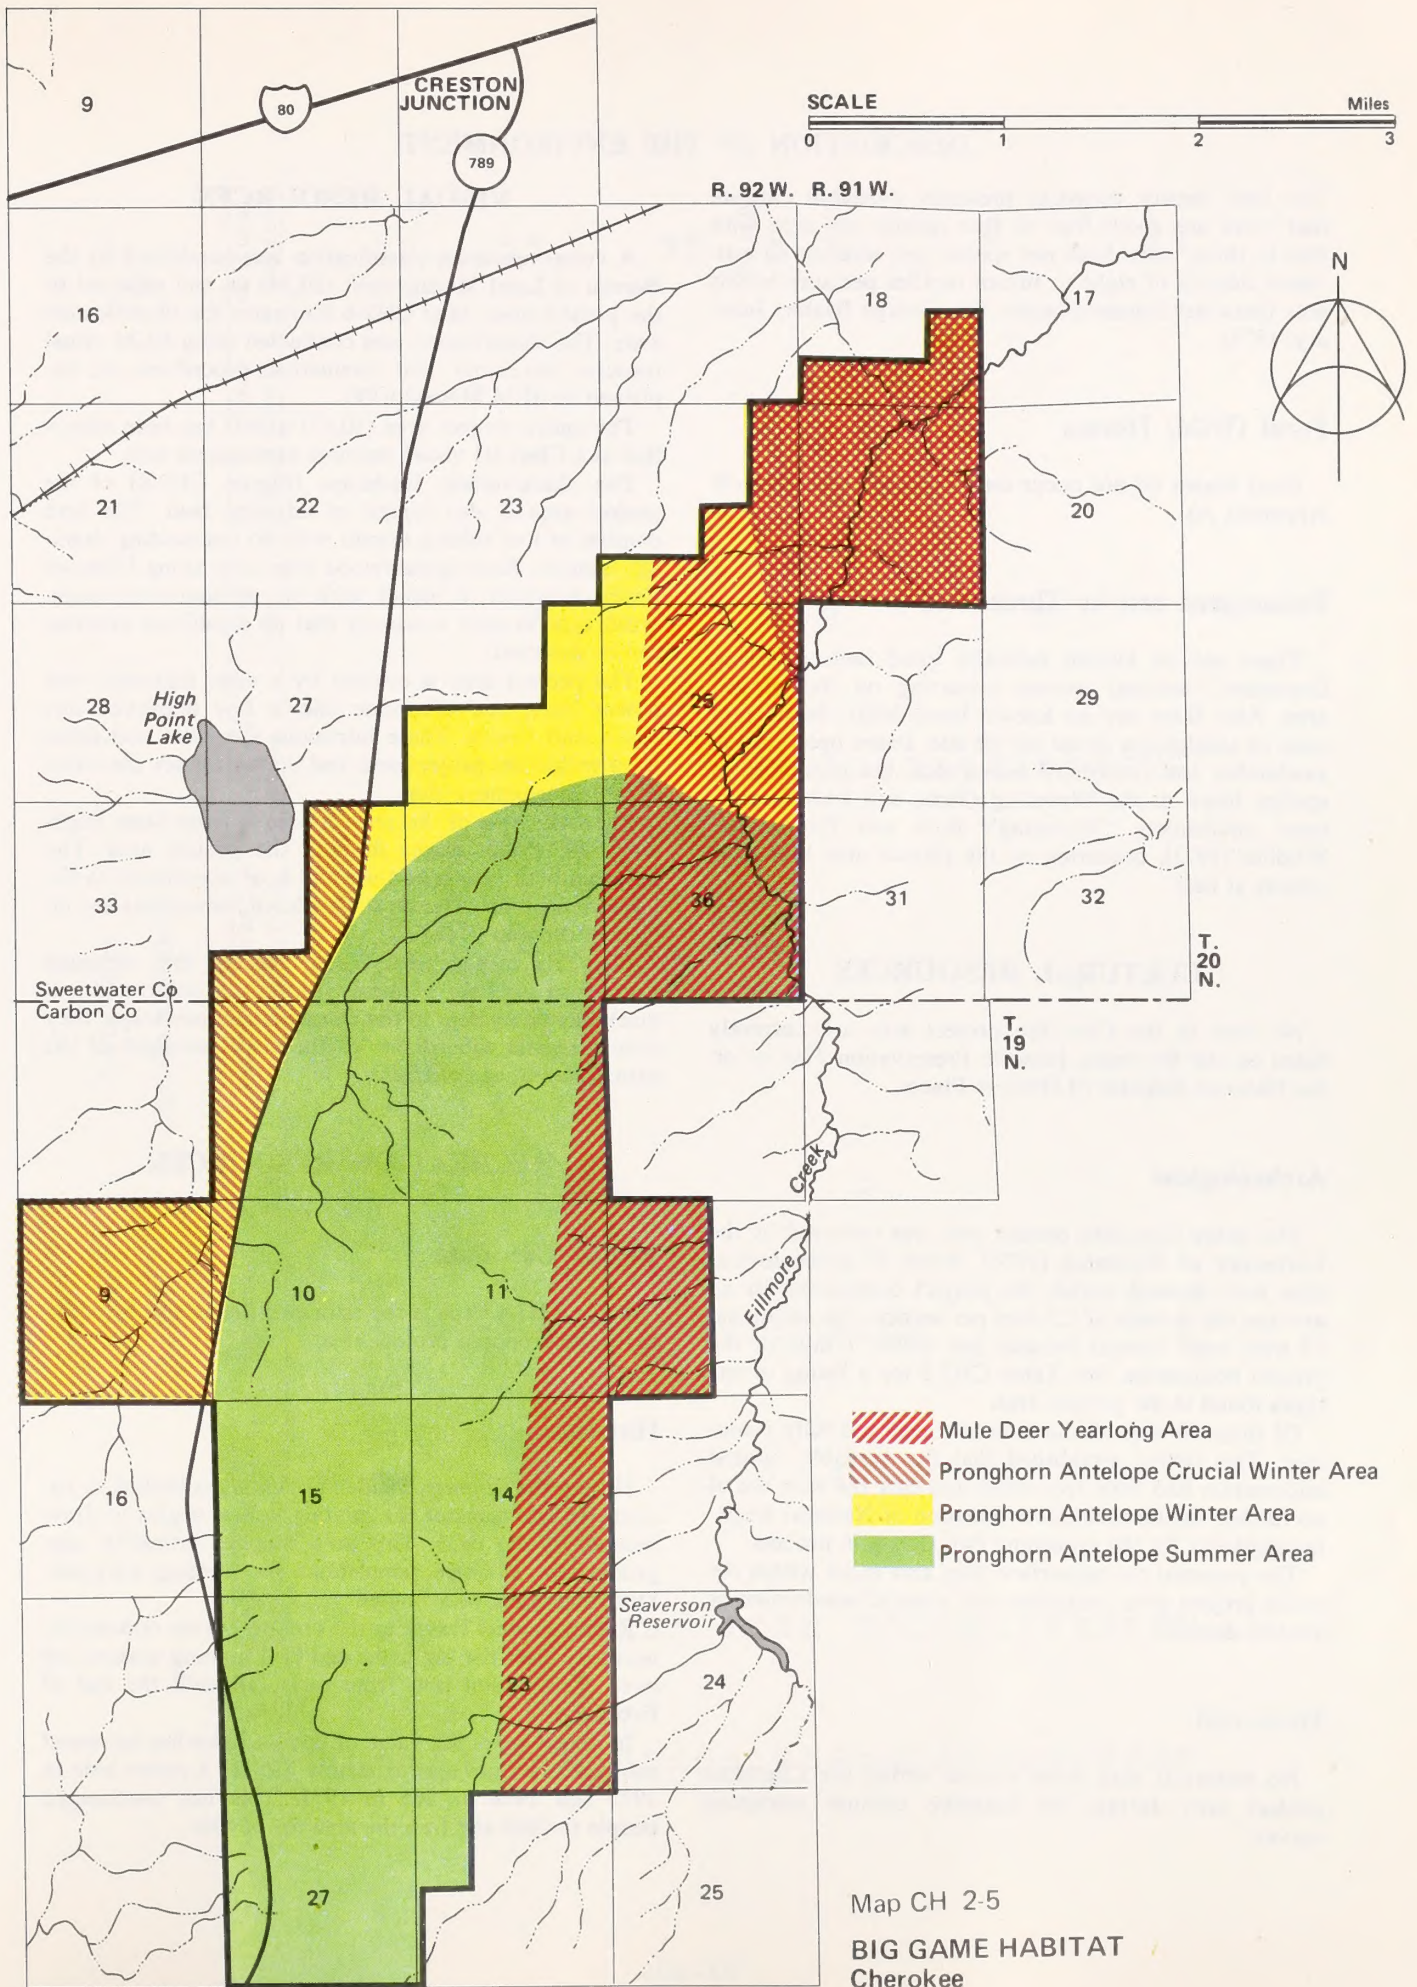 9
80
CRESTON
JUNCTION
789
SCALE
Miles
0
1
2
3
R. 92 W.
R. 91 W.
N
16
18
17
21
22
23
20
28
High
Point
Lake
27
25
29
33
36
31
32
T.
20
N.
Sweetwater Co
Carbon Co
T.
19
N.
Creek
Fillmore
9
10
11
Mule Deer Yearlong Area
Pronghorn Antelope Crucial Winter Area
Pronghorn Antelope Winter Area
Pronghorn Antelope Summer Area
16
15
14
Seaverson
Reservoir
23
24
27
25
Map CH 2-5
BIG GAME HABITAT
Cherokee